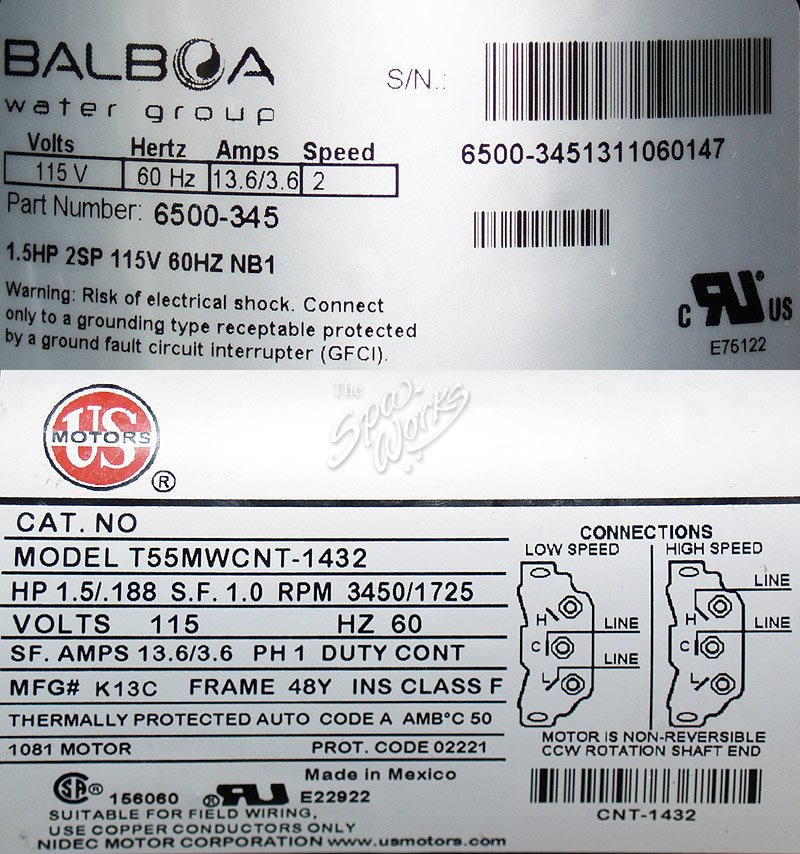 BALBOA
water group
S/N.:
6500-3451311060147
Volts Hertz Amps Speed
115 V 60 Hz 13.6/3.6 2
Part Number: 6500-345
1.5HP 2SP 115V 60HZ NB1
Warning: Risk of electrical shock. Connect
only to a grounding type receptable protected
by a ground fault circuit interrupter (GFCI).
C RU ® US
E75122
The
Spa
Works
US
MOTORS
®
CAT. NO
MODEL T55MWCNT-1432
HP 1.5/.188 S.F. 1.0 RPM 3450/1725
VOLTS 115 HZ 60
SF. AMPS 13.6/3.6 PH 1 DUTY CONT
MFG# K13C FRAME 48Y INS CLASS F
THERMALLY PROTECTED AUTO CODE A AMB°C 50
1081 MOTOR PROT. CODE 02221
CONNECTIONS
LOW SPEED HIGH SPEED
LINE
H H
LINE LINE
C C
LINE
L L
MOTOR IS NON-REVERSIBLE
CCW ROTATION SHAFT END
CNT-1432
Made in Mexico
SA ® 156060 ® RU E22922
SUITABLE FOR FIELD WIRING,
USE COPPER CONDUCTORS ONLY
NIDEC MOTOR CORPORATION www.usmotors.com